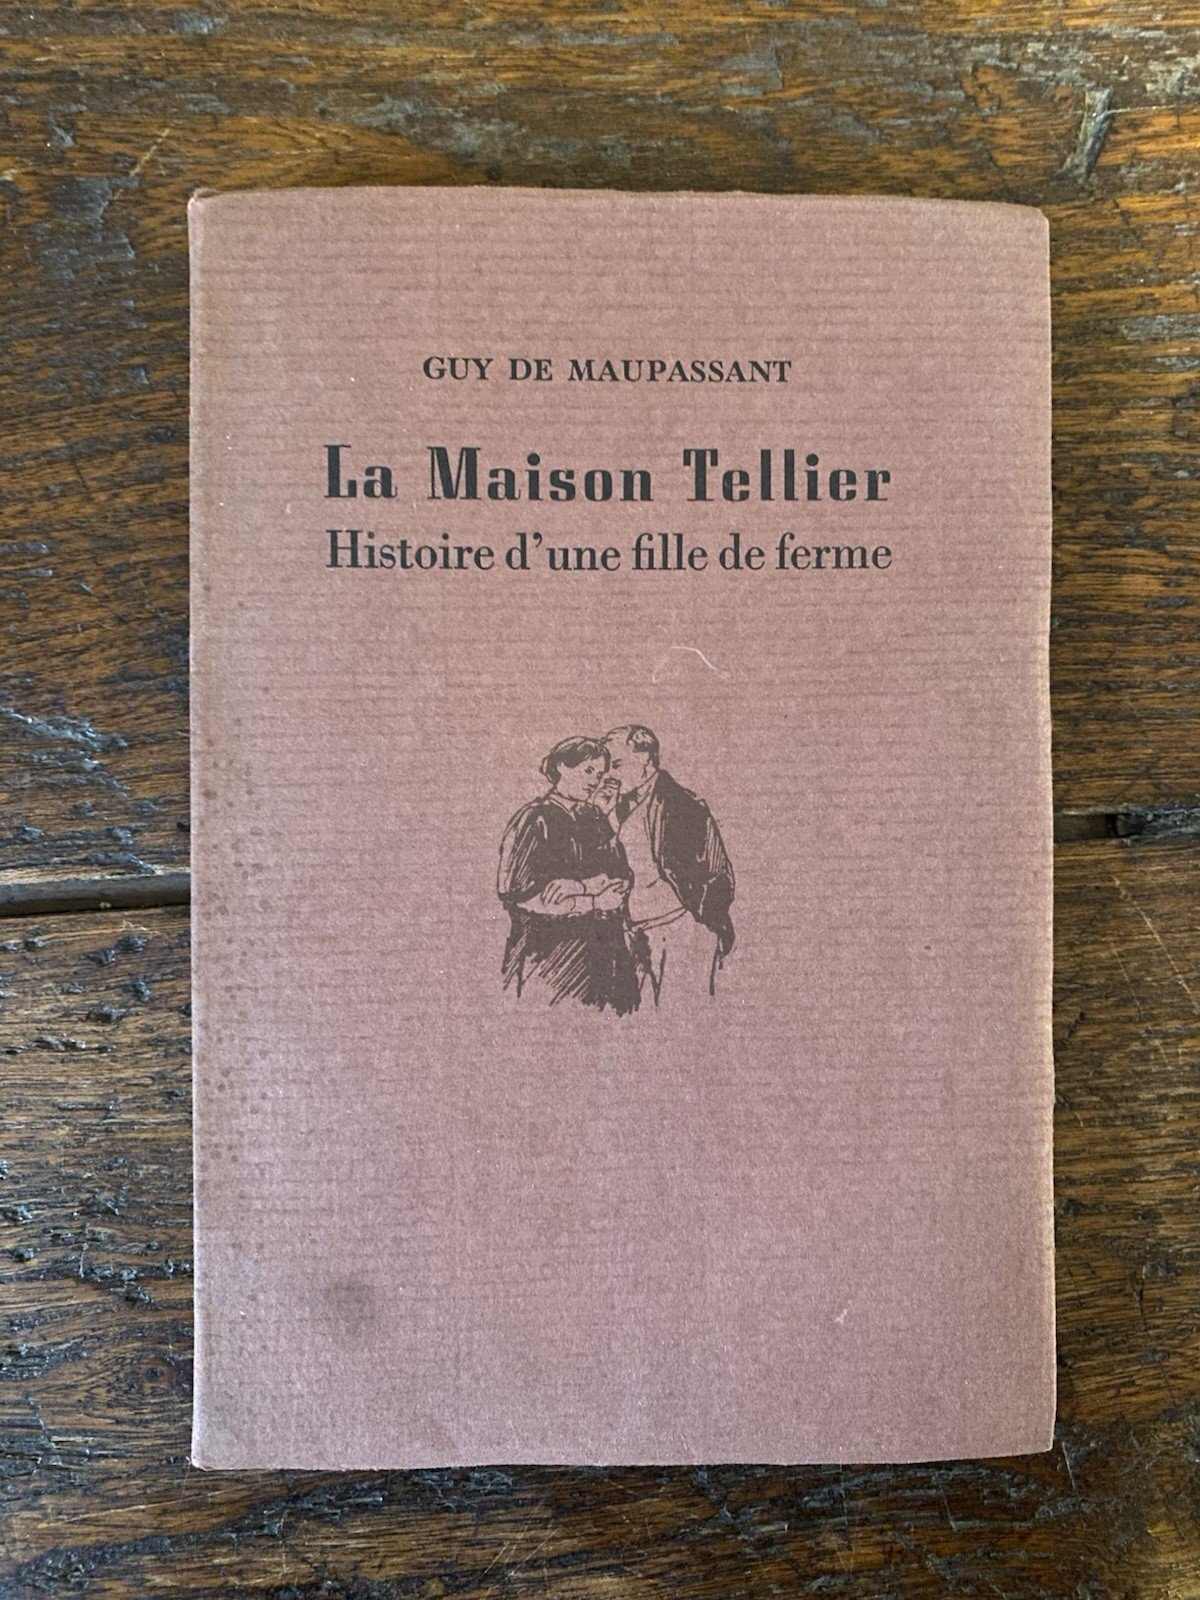 GUY DE MAUPASSANT
La Maison Tellier
Histoire d'une fille de ferme